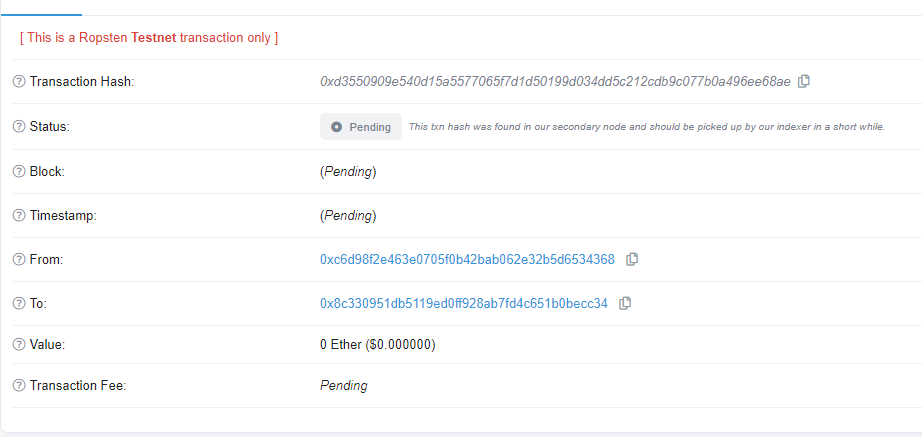 [ This is a Ropsten Testnet transaction only ]
Transaction Hash: 0xd3550909e540d15a5577065f7d1d50199d034dd5c212cdb9c077b0a496ee68ae
Status: Pending This txn hash was found in our secondary node and should be picked up by our indexer in a short while.
Block: (Pending)
Timestamp: (Pending)
From: 0xc6d98f2e463e0705f0b42bab062e32b5d6534368
To: 0x8c330951db5119ed0ff928ab7fd4c651b0becc34
Value: 0 Ether ($0.000000)
Transaction Fee: Pending